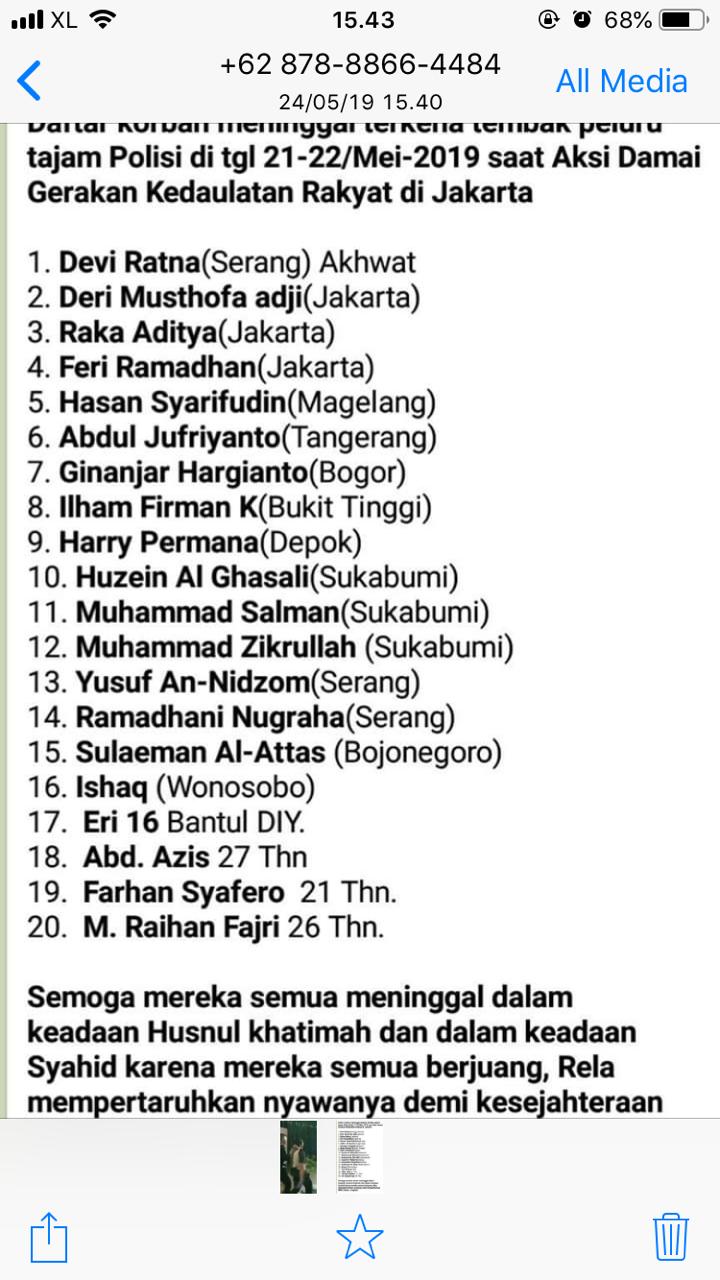 XL 15.43 68%
+62 878-8866-4484
All Media
24/05/19 15.40
Daftar korban meninggal terkena tembak peluru
tajam Polisi di tgl 21-22/Mei-2019 saat Aksi Damai
Gerakan Kedaulatan Rakyat di Jakarta
1. Devi Ratna(Serang) Akhwat
2. Deri Musthofa adji(Jakarta)
3. Raka Aditya(Jakarta)
4. Feri Ramadhan(Jakarta)
5. Hasan Syarifudin(Magelang)
6. Abdul Jufriyanto(Tangerang)
7. Ginanjar Hargianto(Bogor)
8. Ilham Firman K(Bukit Tinggi)
9. Harry Permana(Depok)
10. Huzein Al Ghasali(Sukabumi)
11. Muhammad Salman(Sukabumi)
12. Muhammad Zikrullah (Sukabumi)
13. Yusuf An-Nidzom(Serang)
14. Ramadhani Nugraha(Serang)
15. Sulaeman Al-Attas (Bojonegoro)
16. Ishaq (Wonosobo)
17. Eri 16 Bantul DIY.
18. Abd. Azis 27 Thn
19. Farhan Syafero 21 Thn.
20. M. Raihan Fajri 26 Thn.
Semoga mereka semua meninggal dalam
keadaan Husnul khatimah dan dalam keadaan
Syahid karena mereka semua berjuang, Rela
mempertaruhkan nyawanya demi kesejahteraan